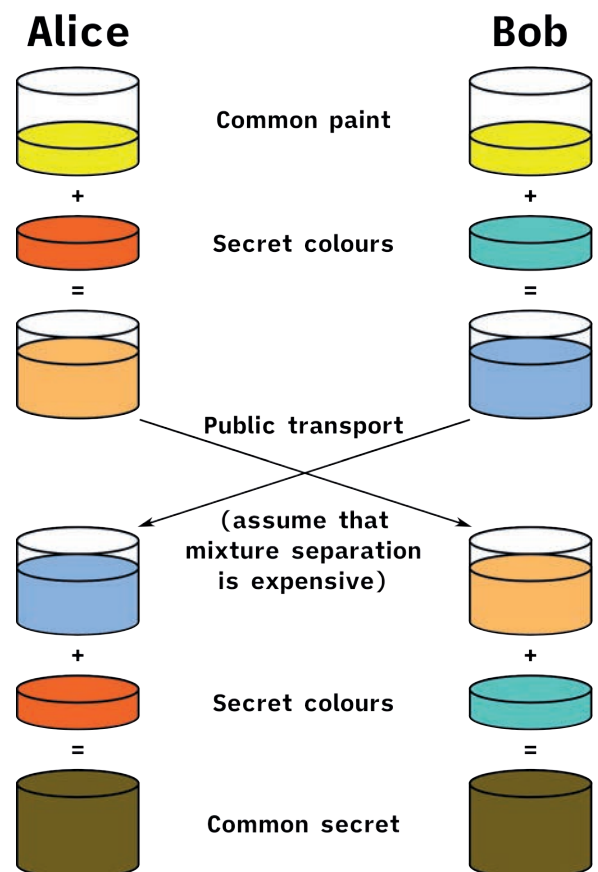 Alice
Bob
Common paint
+
+
Secret colours
=
=
Public transport
(assume that
mixture separation
is expensive)
+
+
Secret colours
=
=
Common secret